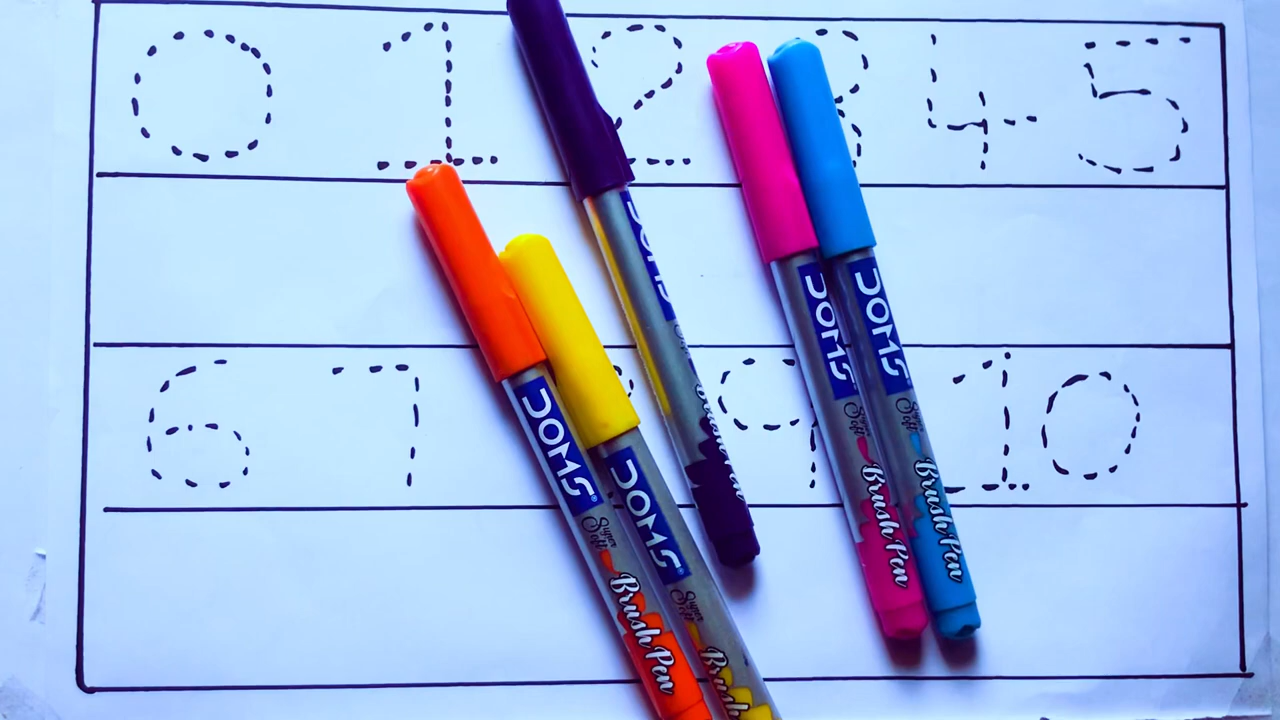 0 1 2 3 4 5
6 7 9 10
DOMS® Super Soft Brush Pen
DOMS Super Soft Brush
DOMS Brush Pen
DOMS Super Soft Brush Pen
DOMS Super Soft Brush Pen